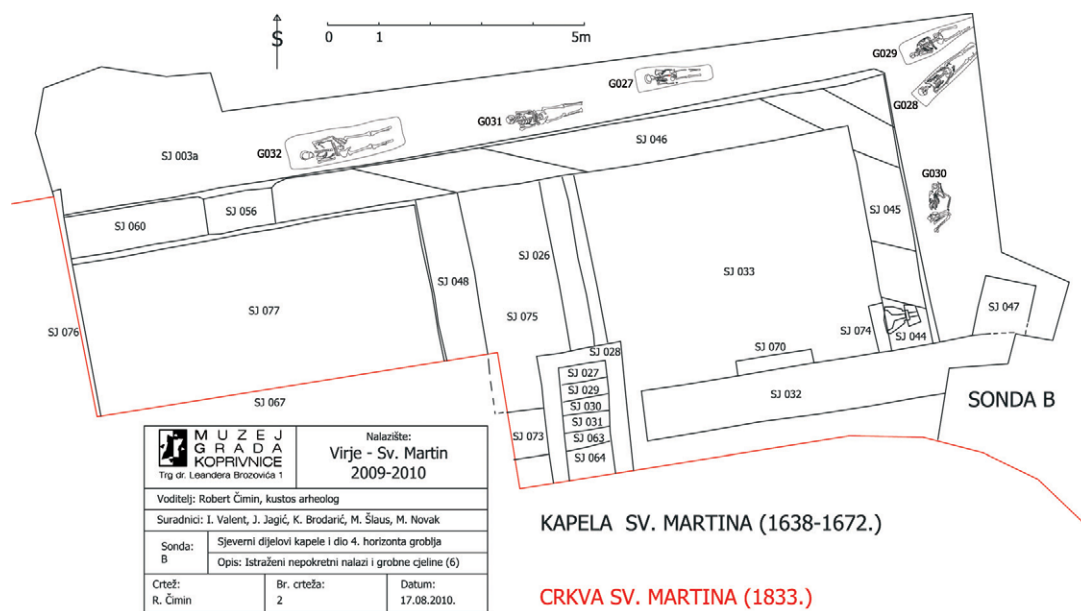 S
0 1 5m
G029
G027
G028
G031
SJ 046
G032
SJ 003a
G030
SJ 056
SJ 060
SJ 045
SJ 026
SJ 033
SJ 048
SJ 047
SJ 077
SJ 075
SJ 076
SJ 074
SJ 044
SJ 028
SJ 070
SJ 027
SJ 029
SJ 032
SONDA B
SJ 067
SJ 030
SJ 031
SJ 073
SJ 063
SJ 064
MUZEJ
GRADA
KOPRIVNICE
Trg dr. Leandera Brozovića 1
Nalazište:
Virje - Sv. Martin
2009-2010
Voditelj: Robert Čimin, kustos arheolog
Suradnici: I. Valent, J. Jagić, K. Brodarić, M. Šlaus, M. Novak
Sonda:
B
Sjeverni dijelovi kapele i dio 4. horizonta groblja
Opis: Istraženi nepokretni nalazi i grobne cjeline (6)
Crtež:
R. Čimin
Br. crteža:
2
Datum:
17.08.2010.
KAPELA SV. MARTINA (1638-1672.)
CRKVA SV. MARTINA (1833.)